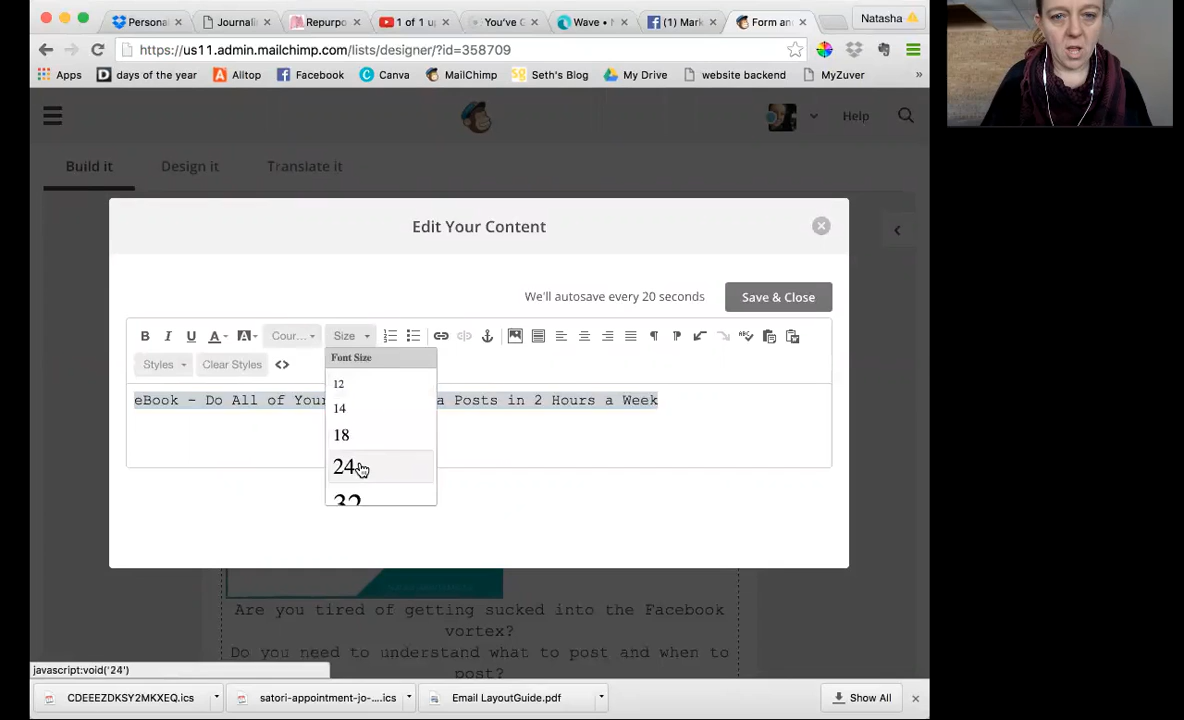 Persona
Journali
Repurpo
1 of 1 u
You've C
Wave •
(1) Mark
Form an
Natasha
https://us11.admin.mailchimp.com/lists/designer/?id=358709
Apps
days of the year
Alltop
Facebook
Canva
MailChimp
Seth's Blog
My Drive
website backend
MyZuver
»
Help
Build it
Design it
Translate it
Edit Your Content
We'll autosave every 20 seconds
Save & Close
B I U A A Cour... Size
Styles
Clear Styles
Font Size
12
14
18
24
32
eBook - Do All of Your a Posts in 2 Hours a Week
Are you tired of getting sucked into the Facebook
vortex?
Do you need to understand what to post and when to
post?
javascript:void('24')
CDEEEZDKSY2MKXEQ.ics
satori-appointment-jo-....ics
Email LayoutGuide.pdf
Show All